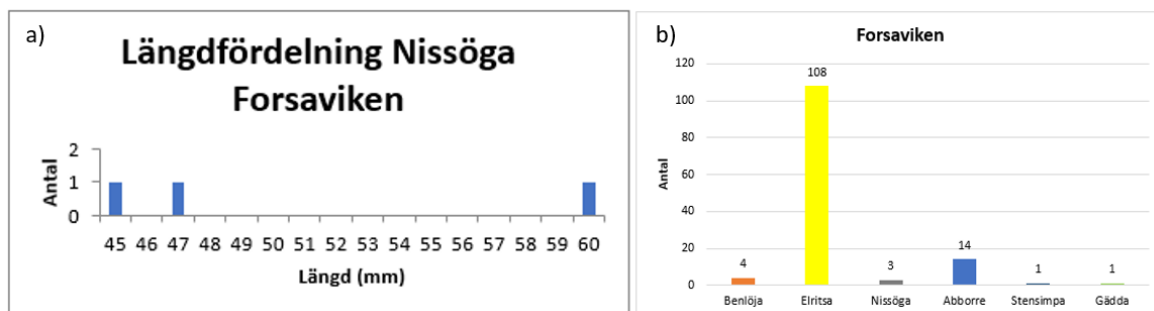 a)
Längdfördelning Nissöga
Forsaviken
Antal
2
1
0
45 46 47 48 49 50 51 52 53 54 55 56 57 58 59 60
Längd (mm)
b)
Forsaviken
Antal
120
100
80
60
40
20
0
4 108 3 14 1 1
Benlöja Elritsa Nissöga Abborre Stensimpa Gädda